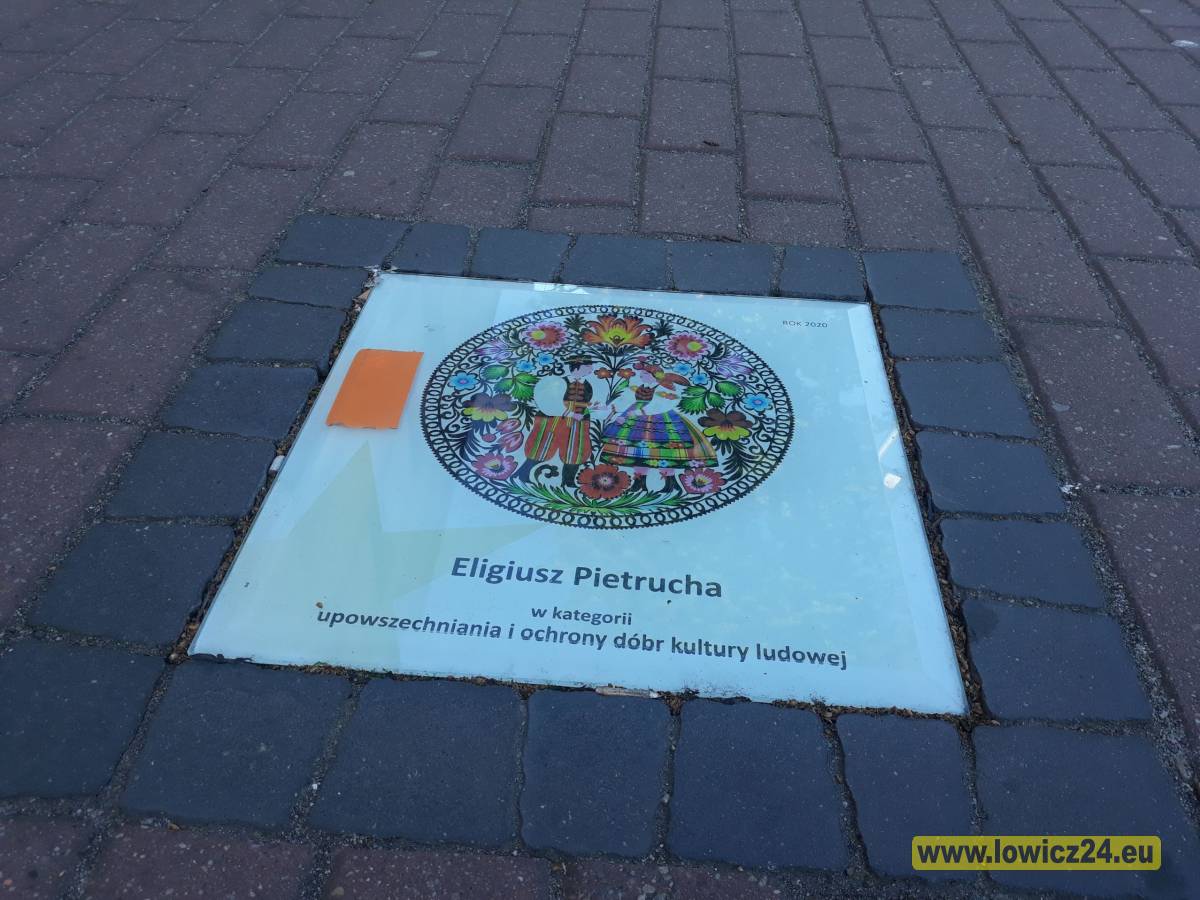 ROK 2020
Eligiusz Pietrucha
w kategorii
upowszechniania i ochrony dóbr kultury ludowej
www.lowicz24.eu